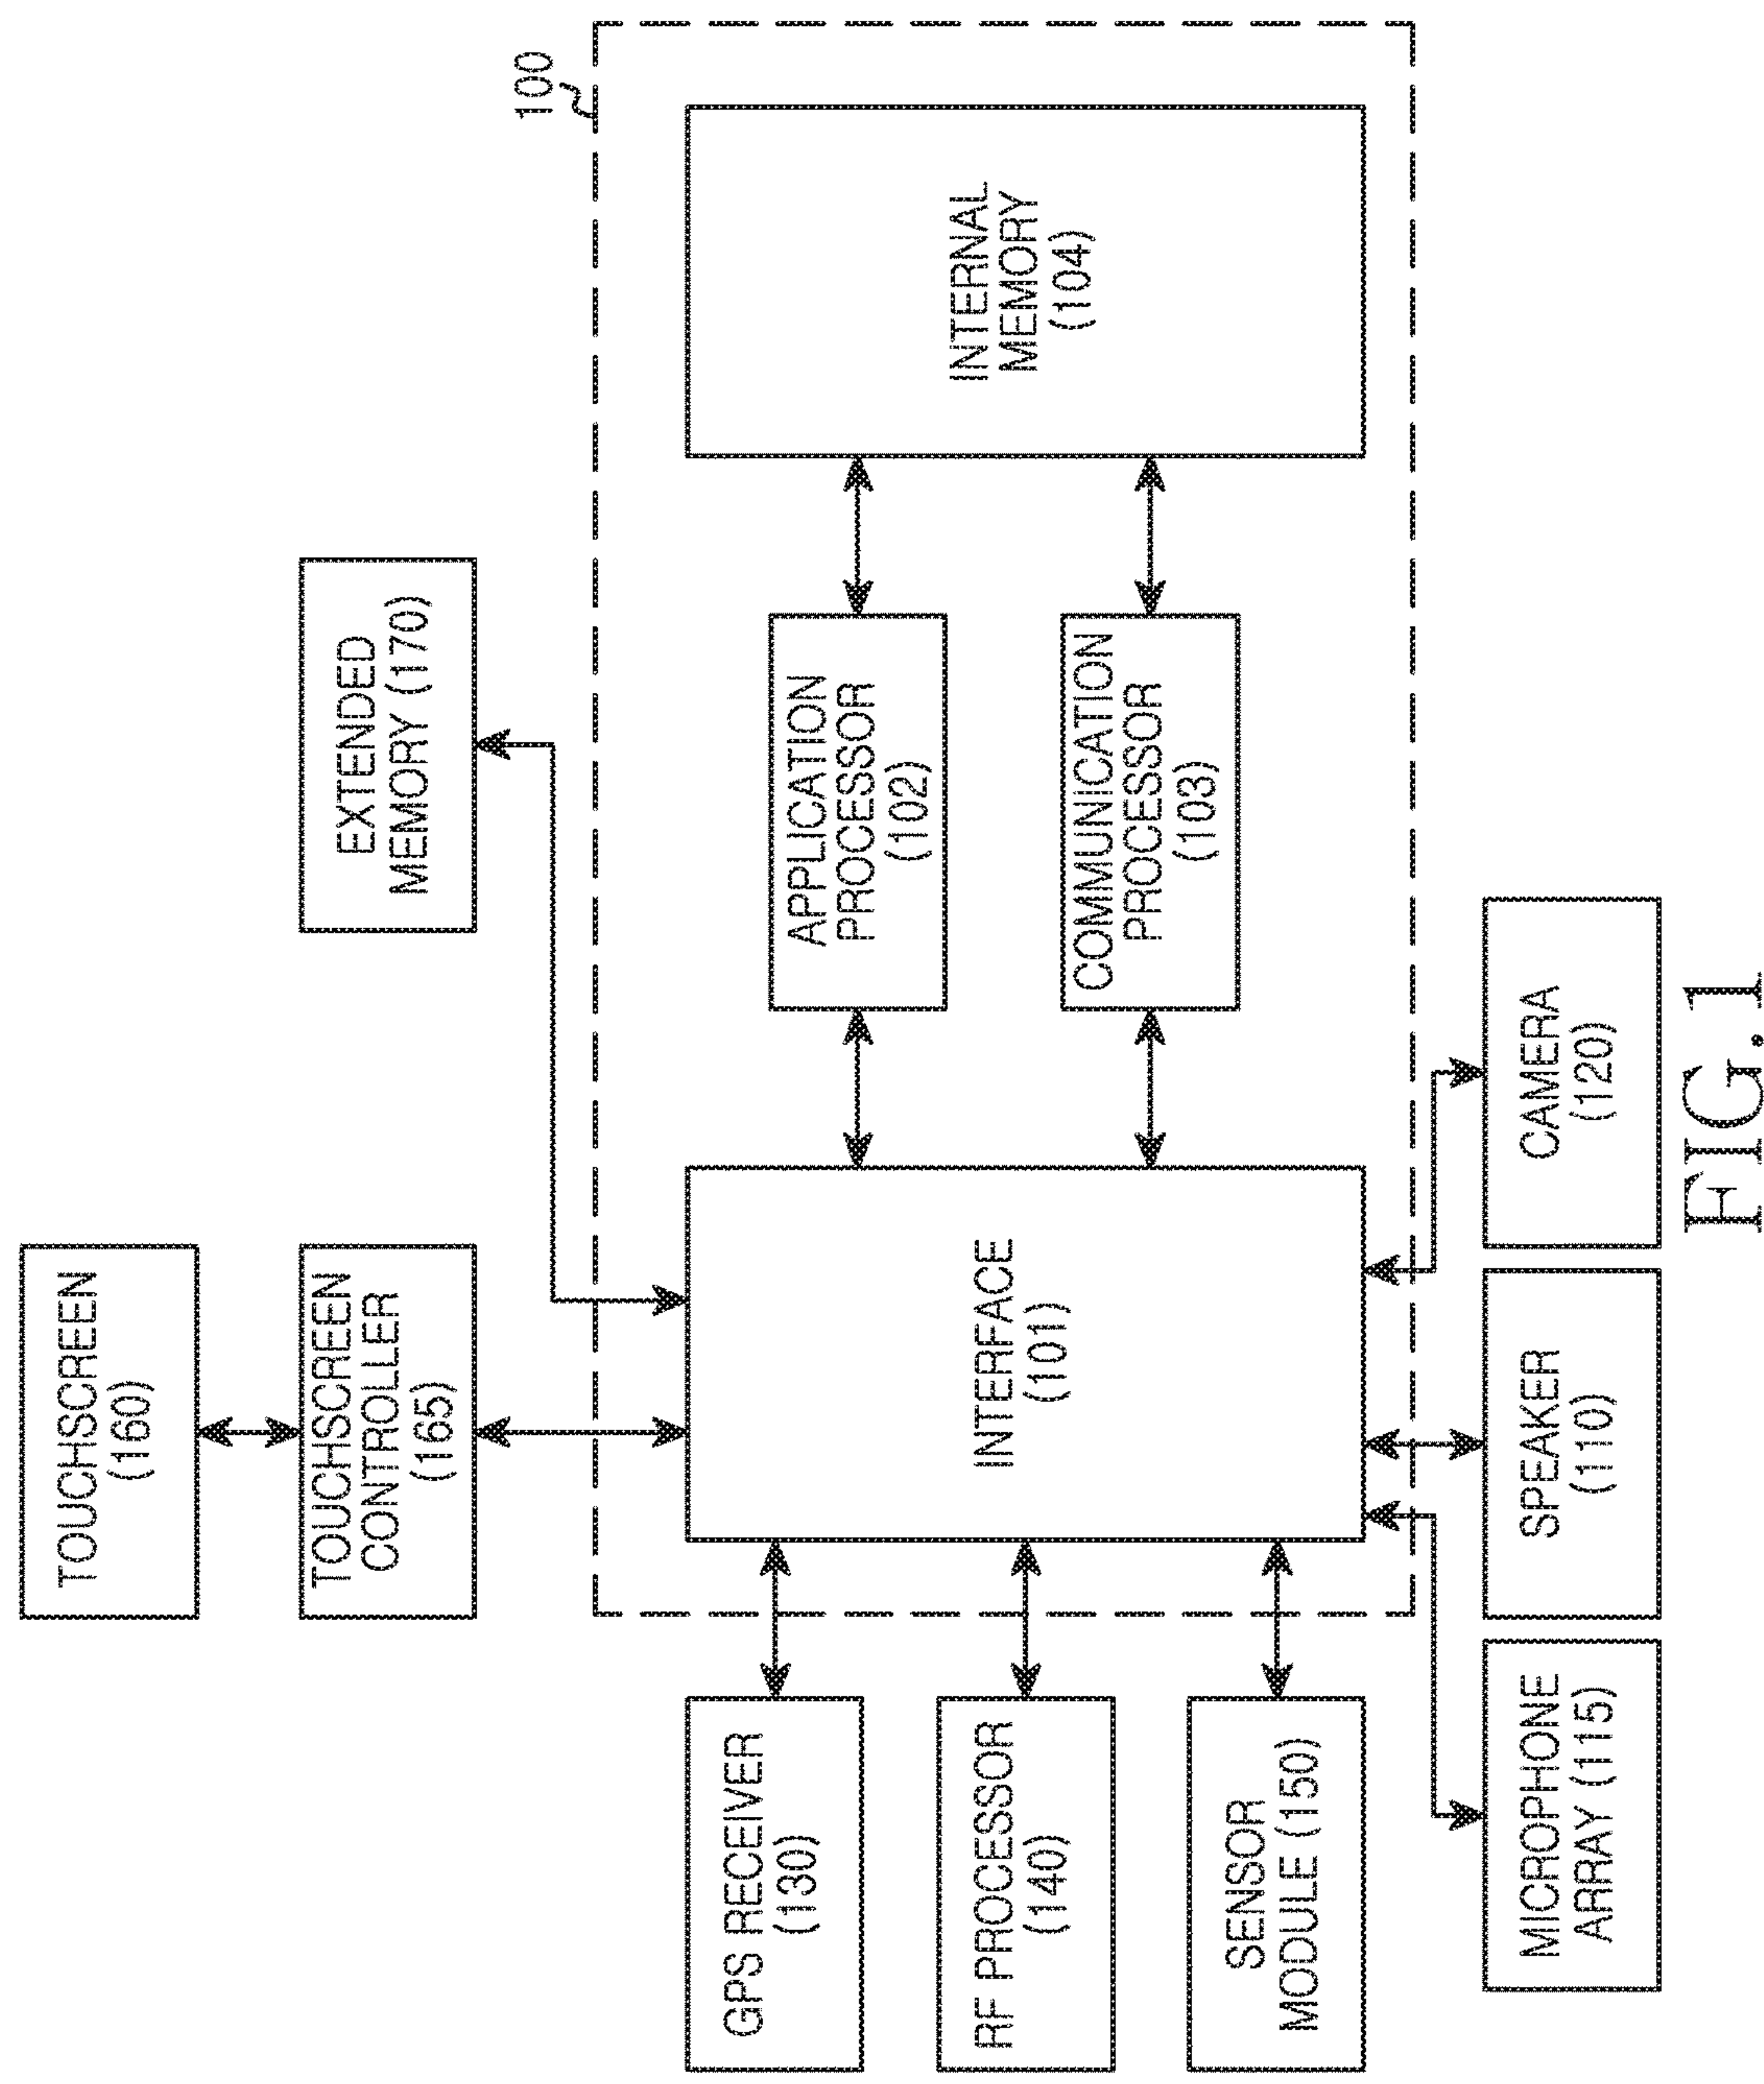 TOUCHSCREEN
(160)
TOUCHSCREEN
CONTROLLER
(165)
EXTENDED
MEMORY (170)
100
GPS RECEIVER
(130)
RF PROCESSOR
(140)
SENSOR
MODULE (150)
INTERFACE
(101)
APPLICATION
PROCESSOR
(102)
COMMUNICATION
PROCESSOR
(103)
INTERNAL
MEMORY
(104)
MICROPHONE
ARRAY (115)
SPEAKER
(110)
CAMERA
(120)
FIG.1